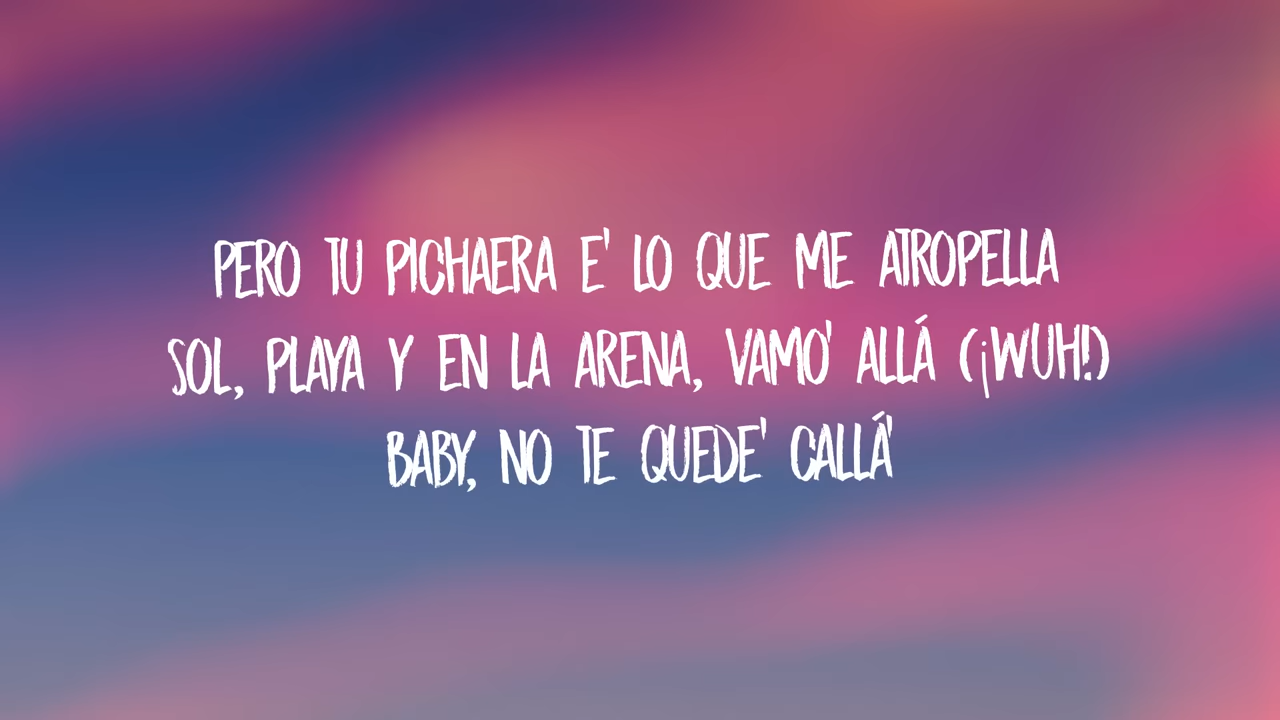 PERO TU PICHAERA E' LO QUE ME ATROPELLA
SOL, PLAYA Y EN LA ARENA, VAMO' ALLÁ (¡WUH!)
BABY, NO TE QUEDE' CALLÁ'